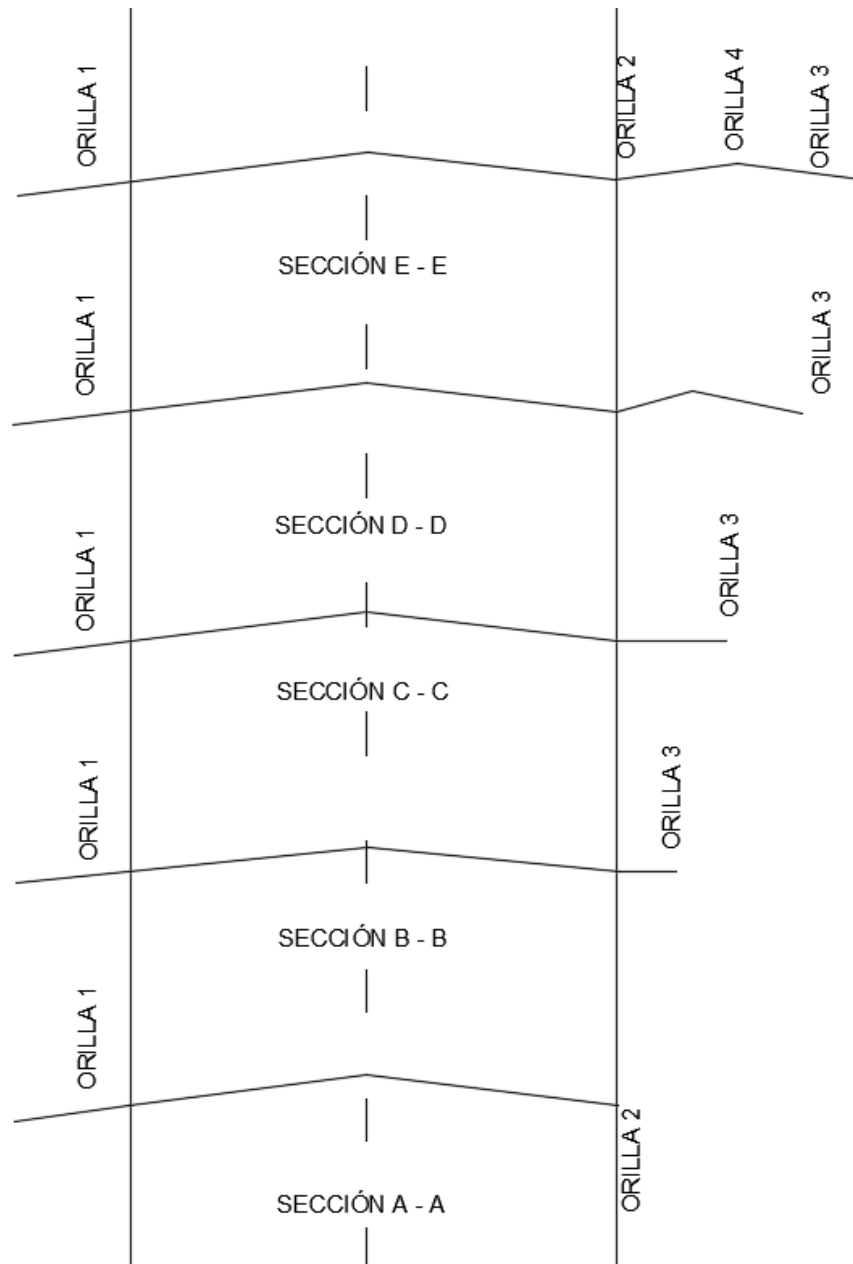 ORILLA 1
ORILLA 2
ORILLA 4
ORILLA 3
SECCIÓN E - E
ORILLA 1
ORILLA 3
SECCIÓN D - D
ORILLA 1
ORILLA 3
SECCIÓN C - C
ORILLA 1
ORILLA 3
SECCIÓN B - B
ORILLA 1
ORILLA 2
SECCIÓN A - A